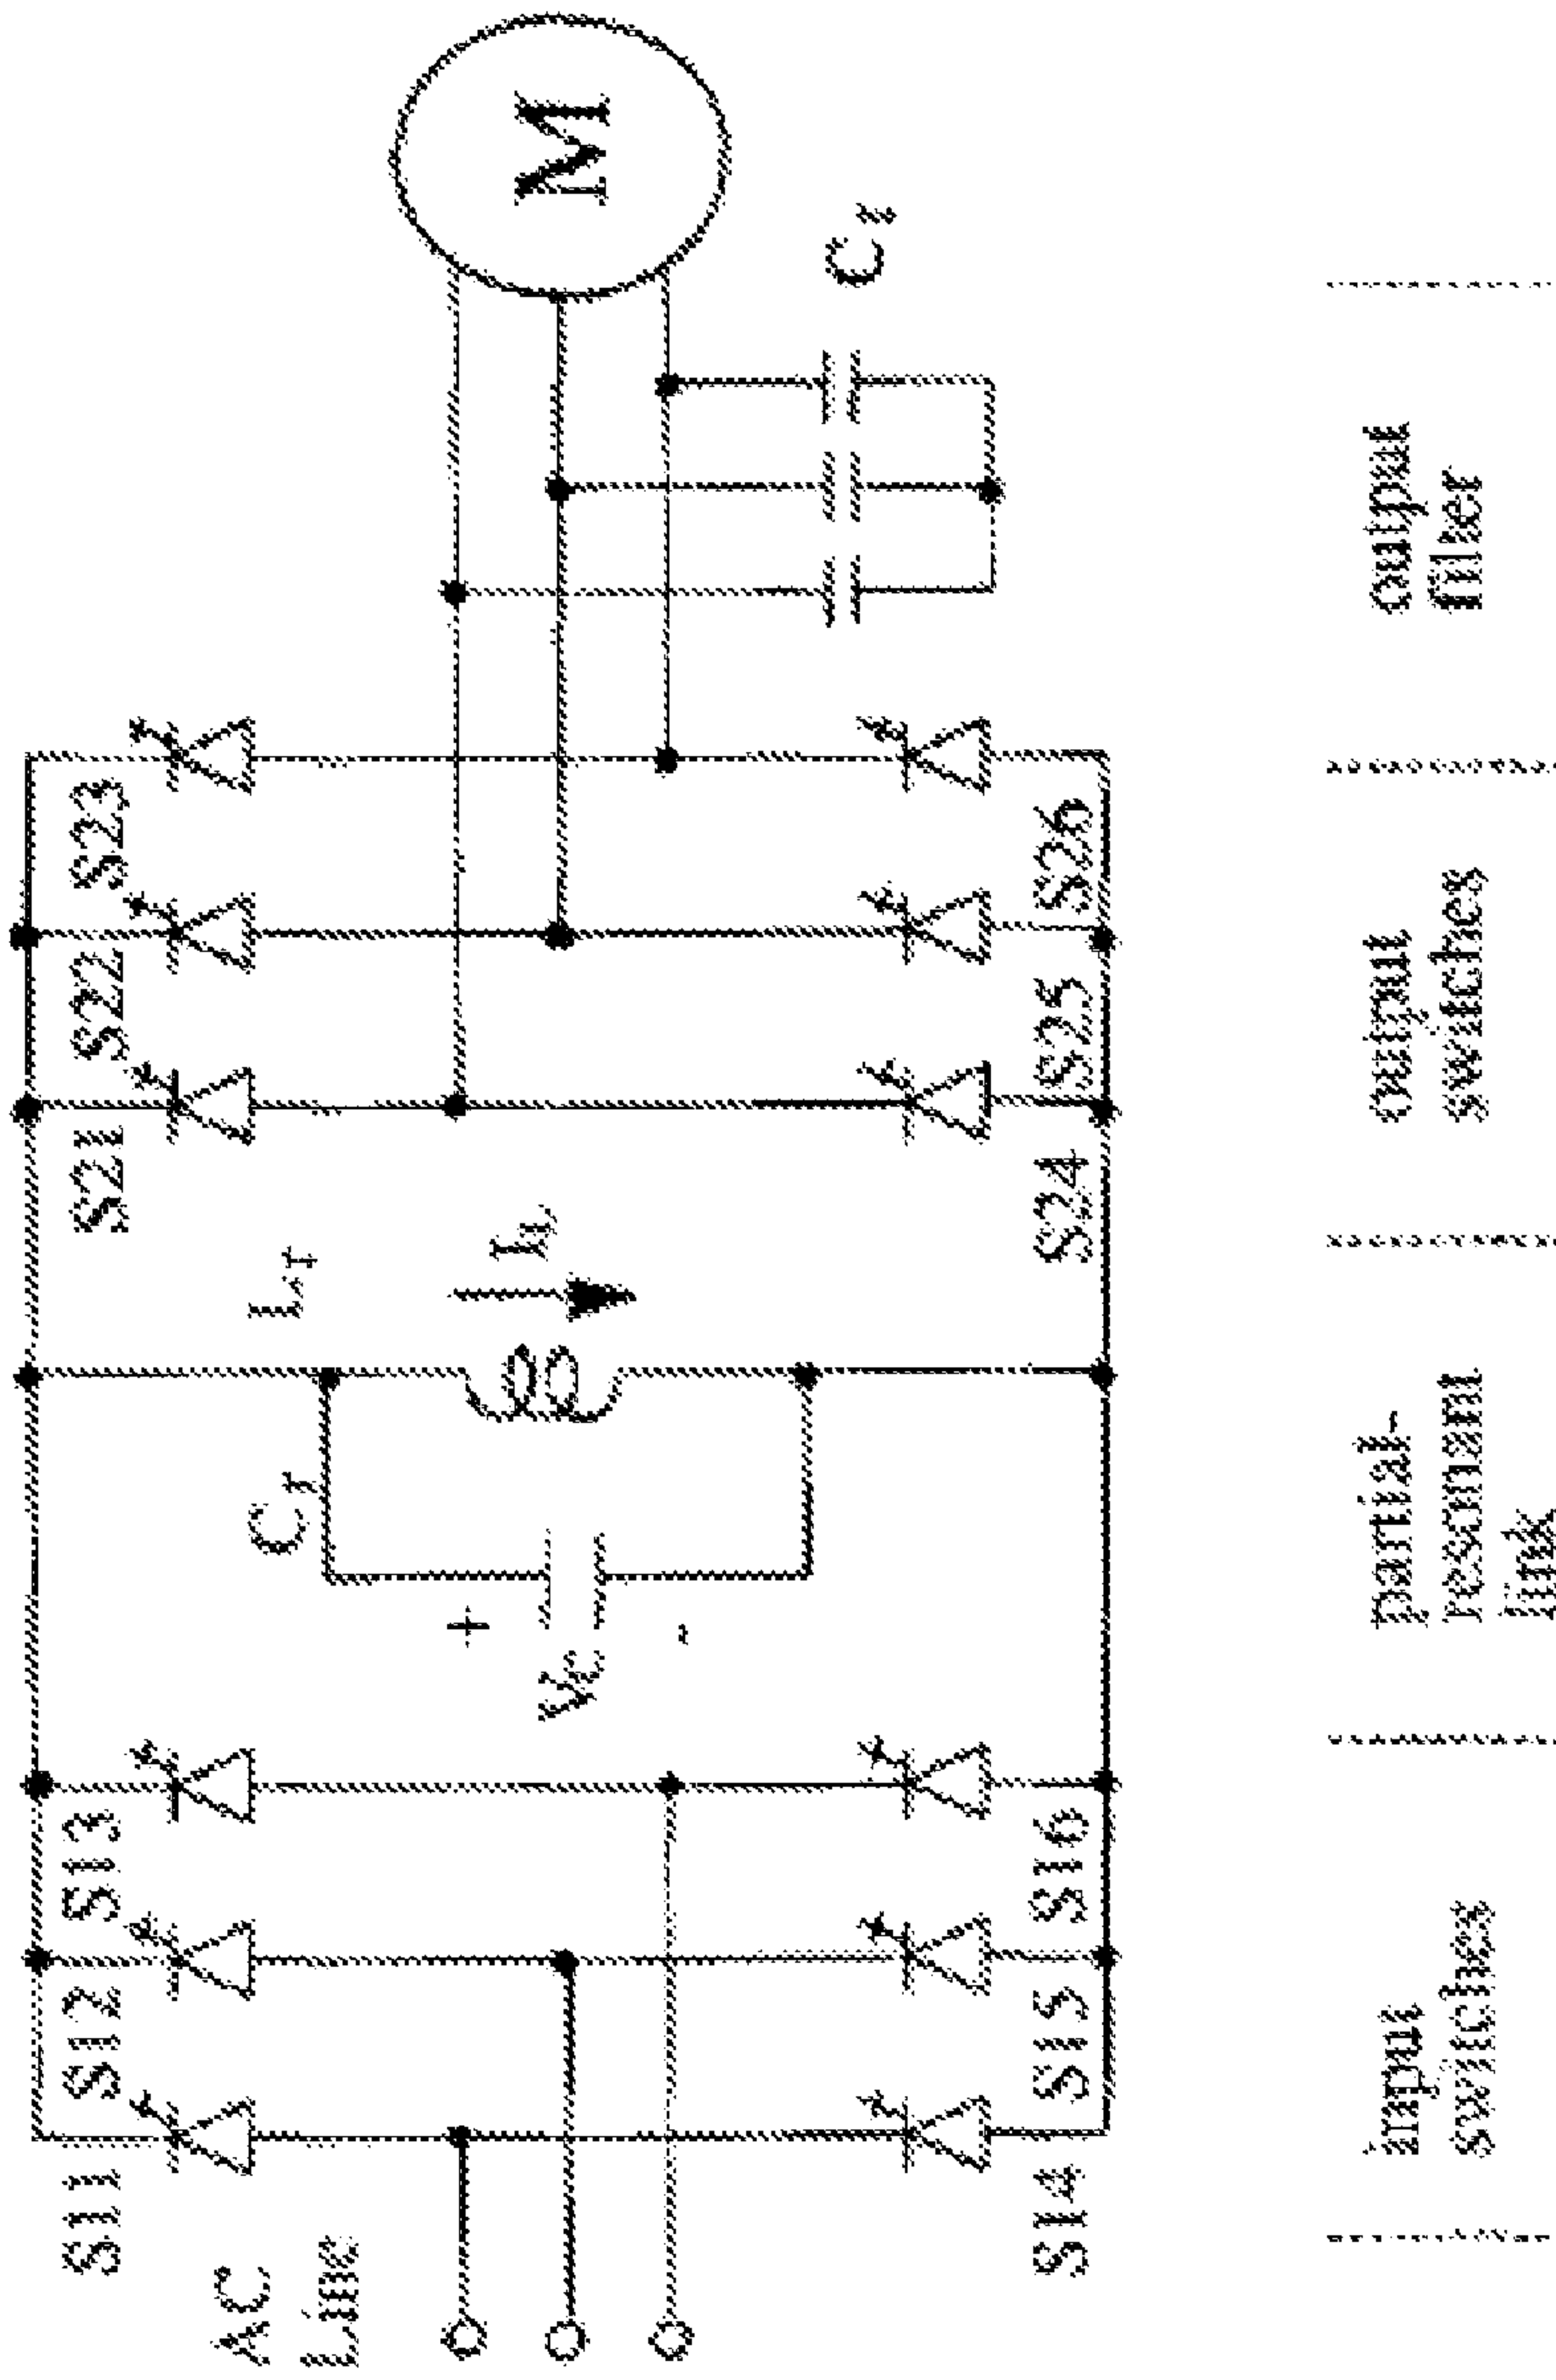 AC
Line
S11
S12
S13
S14
S15
S16
Cr
Lr
+
VC
-
IL
S21
S22
S23
S24
S25
S26
M
Cf
input
switches
partial-
resonant
link
output
switches
output
filter